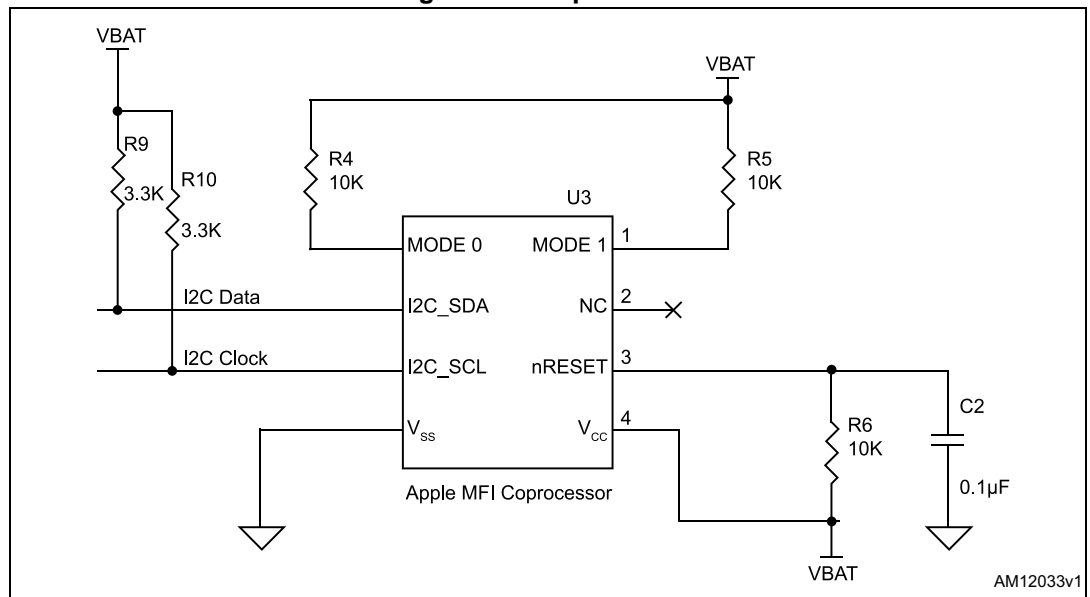 VBAT
VBAT
R9
3.3K
R10
3.3K
R4
10K
R5
10K
U3
MODE 0
MODE 1
1
I2C Data
I2C_SDA
NC
2
I2C Clock
I2C_SCL
nRESET
3
VSS
VCC
4
R6
10K
C2
0.1µF
Apple MFI Coprocessor
VBAT
AM12033v1